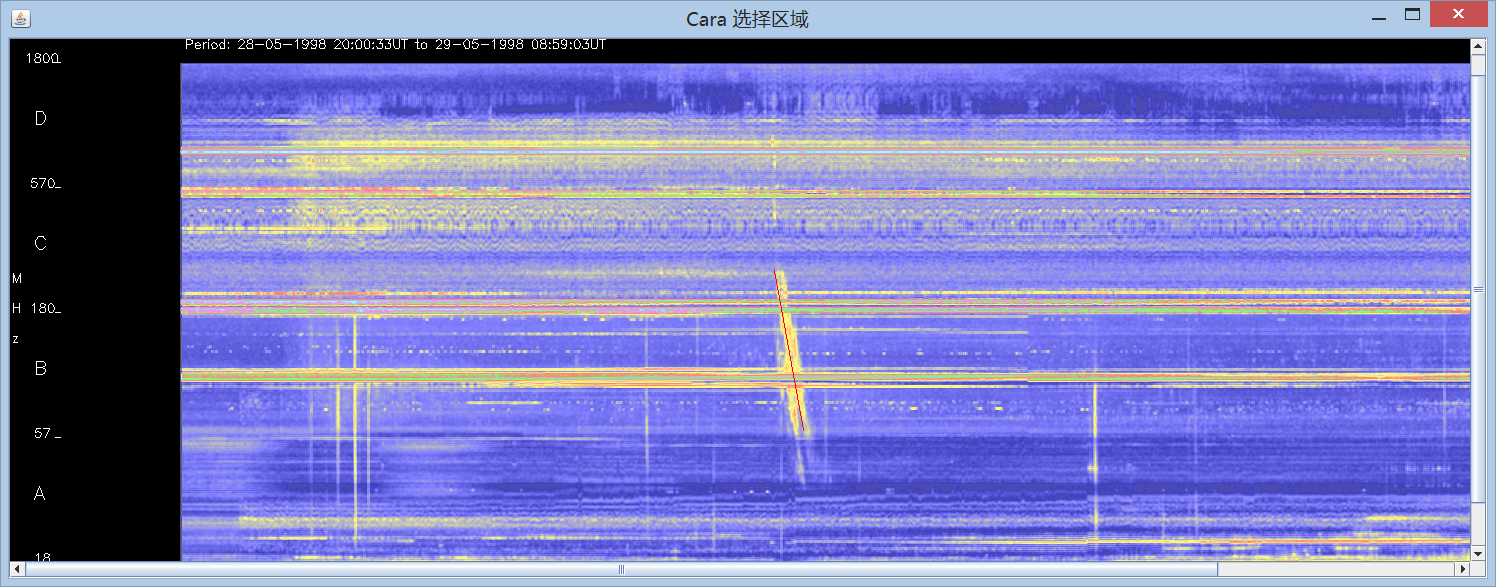 Cara 选择区域
Period: 28-05-1998 20:00:33UT to 29-05-1998 08:59:03UT
1800
D
570
C
M
H 180
z
B
57
A
18